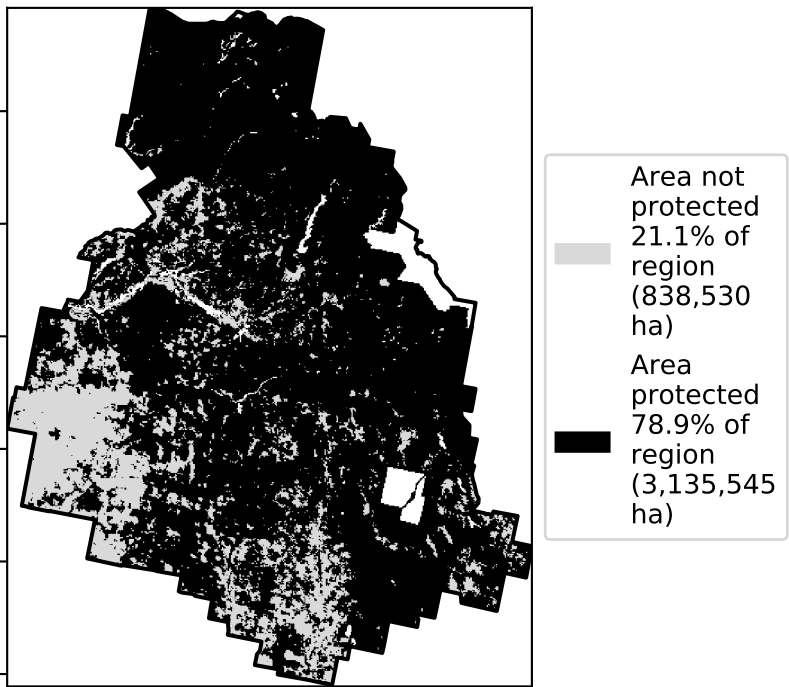 Area not
protected
21.1% of
region
(838,530
ha)
Area
protected
78.9% of
region
(3,135,545
ha)